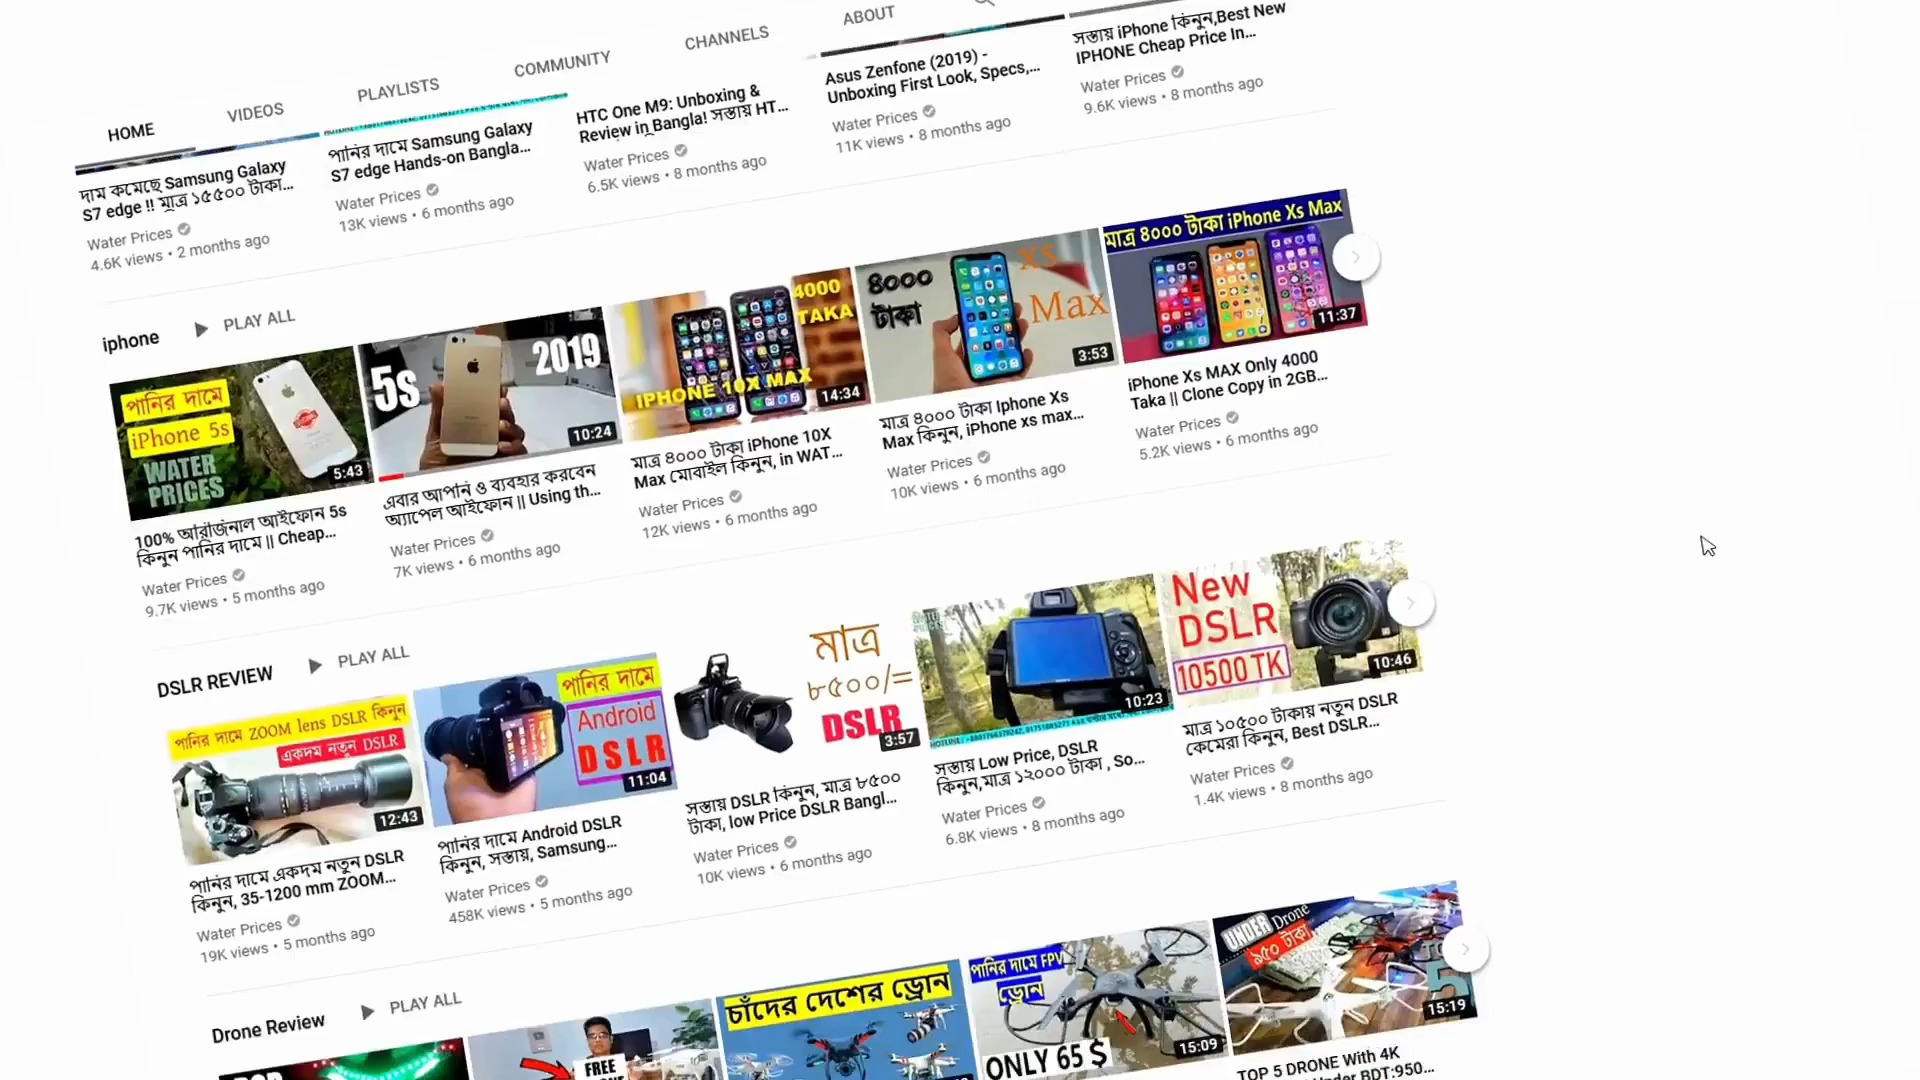 HOME
VIDEOS
PLAYLISTS
COMMUNITY
CHANNELS
ABOUT
দাম কমেছে Samsung Galaxy
S7 edge !! মাত্র ১৫৫০০ টাকা...
Water Prices
4.6K views • 2 months ago
পানির দামে Samsung Galaxy
S7 edge Hands-on Bangla...
Water Prices
13K views • 6 months ago
HTC One M9: Unboxing &
Review in Bangla! সস্তায় HT...
Water Prices
6.5K views • 8 months ago
Asus Zenfone (2019) -
Unboxing First Look, Specs,...
Water Prices
11K views • 8 months ago
সস্তায় iPhone কিনুন,Best New
IPHONE Cheap Price In...
Water Prices
9.6K views • 8 months ago
iphone
PLAY ALL
পানির দামে
iPhone 5s
WATER
PRICES
5:43
100% অরিজিনাল আইফোন 5s
কিনুন পানির দামে || Cheap...
Water Prices
9.7K views • 5 months ago
5s
2019
10:24
এবার আপনি ও ব্যবহার করবেন
অ্যাপেল আইফোন || Using th...
Water Prices
7K views • 6 months ago
4000
TAKA
IPHONE 10X MAX
14:34
মাত্র ৪০০০ টাকা iPhone 10X
Max মোবাইল কিনুন, in WAT...
Water Prices
12K views • 6 months ago
৪০০০
টাকা
xs
Max
3:53
মাত্র ৪০০০ টাকা Iphone Xs
Max কিনুন, iPhone xs max...
Water Prices
10K views • 6 months ago
মাত্র ৪০০০ টাকা iPhone Xs Max
11:37
iPhone Xs MAX Only 4000
Taka || Clone Copy in 2GB...
Water Prices
5.2K views • 6 months ago
DSLR REVIEW
PLAY ALL
পানির দামে ZOOM lens DSLR কিনুন
একদম নতুন DSLR
12:43
পানির দামে একদম নতুন DSLR
কিনুন, 35-1200 mm ZOOM...
Water Prices
19K views • 5 months ago
পানির দামে
Android
DSLR
11:04
পানির দামে Android DSLR
কিনুন, সস্তায়, Samsung...
Water Prices
458K views • 5 months ago
মাত্র
৮৫০০/=
DSLR
3:57
সস্তায় DSLR কিনুন, মাত্র ৮৫০০
টাকা, low Price DSLR Bangl...
Water Prices
10K views • 6 months ago
10:23
সস্তায় Low Price, DSLR
কিনুন,মাত্র ১২০০০ টাকা , So...
Water Prices
6.8K views • 8 months ago
New
DSLR
10500 TK
10:46
মাত্র ১০৫০০ টাকায় নতুন DSLR
কেমেরা কিনুন, Best DSLR...
Water Prices
1.4K views • 8 months ago
Drone Review
PLAY ALL
FREE
চাঁদের দেশের ড্রোন
পানির দামে FPV
ড্রোন
ONLY 65 $
15:09
UNDER Drone
৯৫০ টাকা
15:19
TOP 5 DRONE With 4K
Under BDT:950...